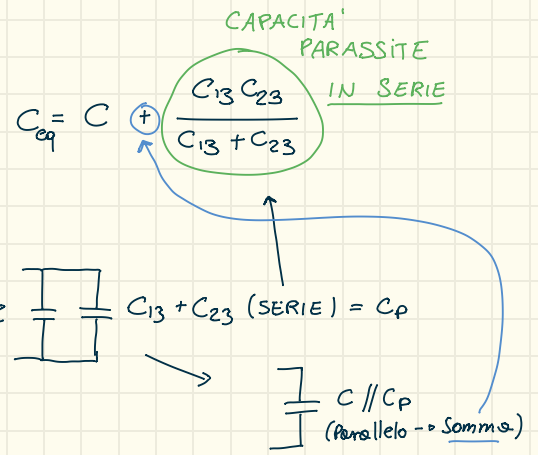 CAPACITA'
PARASSITE
IN SERIE
Ceq = C + C13 C23 / C13 + C23
C13 + C23 (SERIE) = CP
C // CP
(Parallelo → Somma)